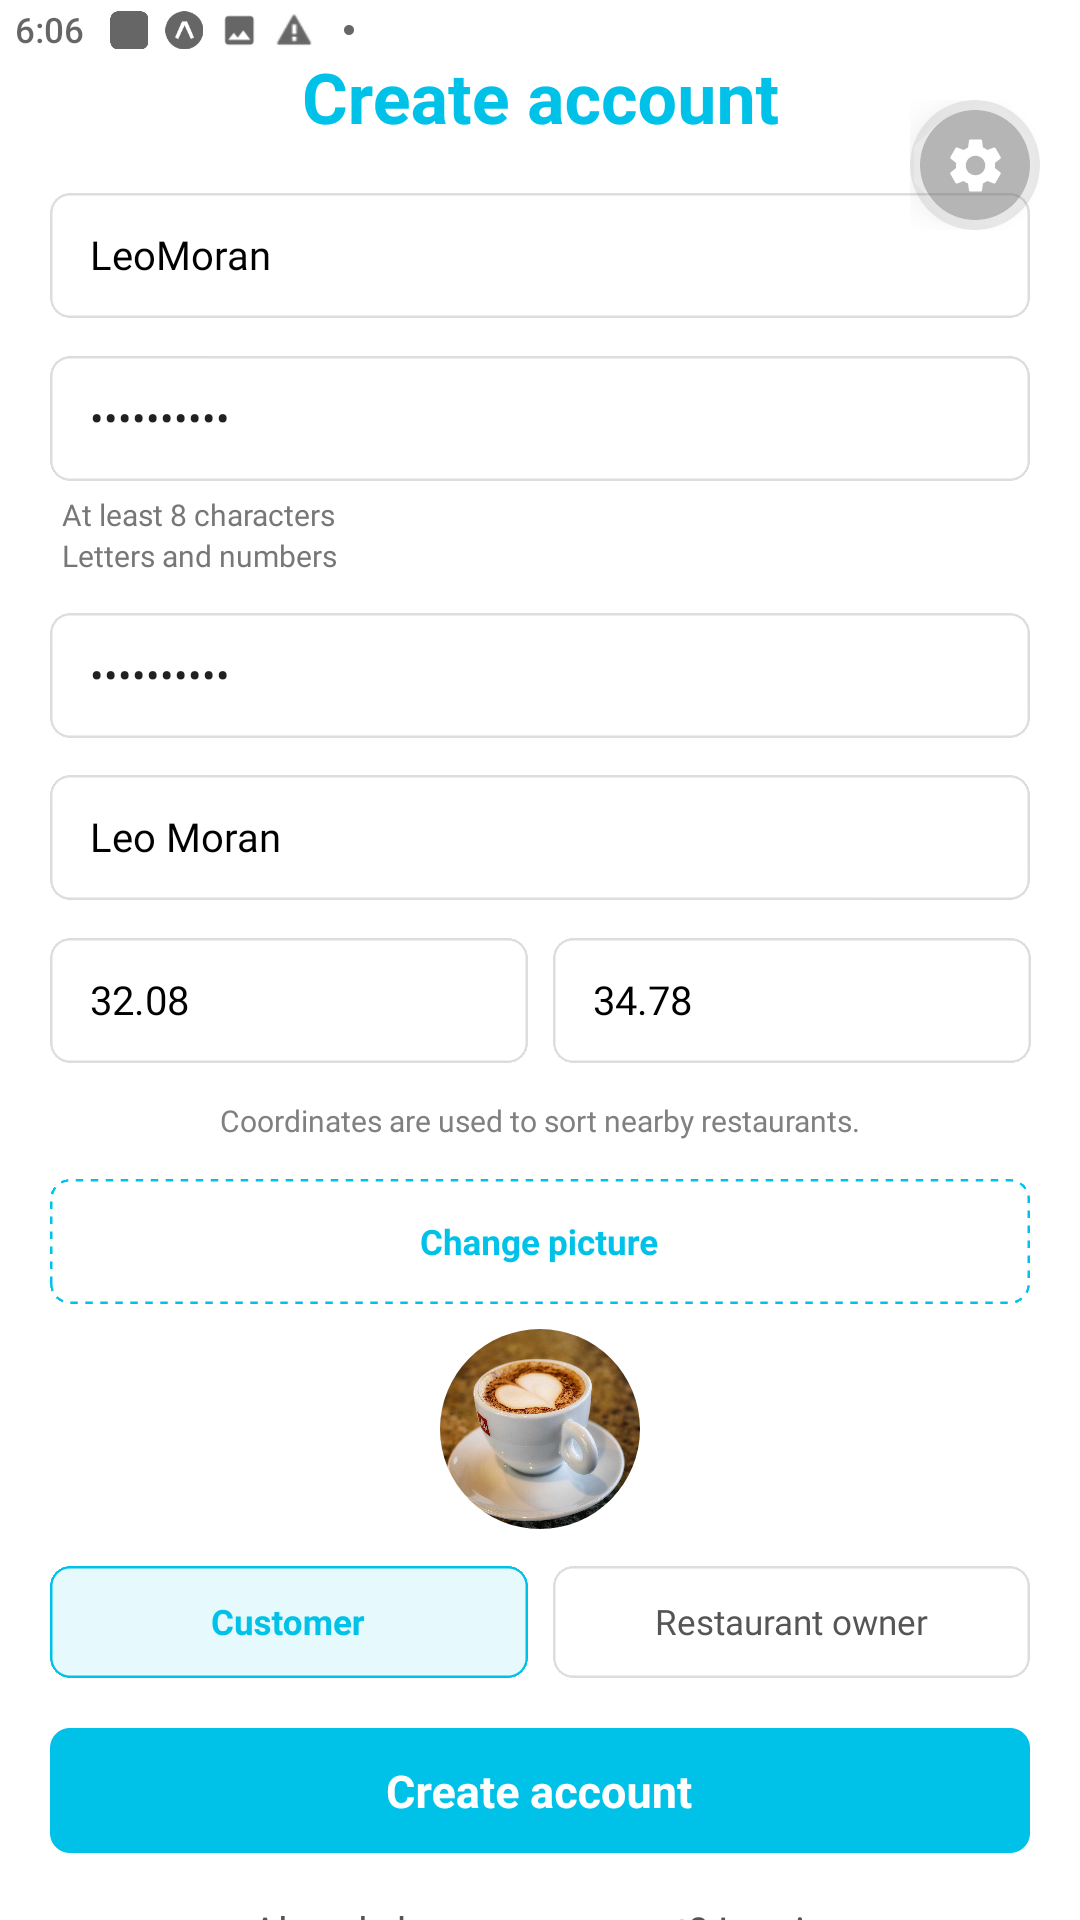 6:06
Create account
LeoMoran
••••••••••
At least 8 characters
Letters and numbers
••••••••••
Leo Moran
32.08
34.78
Coordinates are used to sort nearby restaurants.
Change picture
Customer
Restaurant owner
Create account